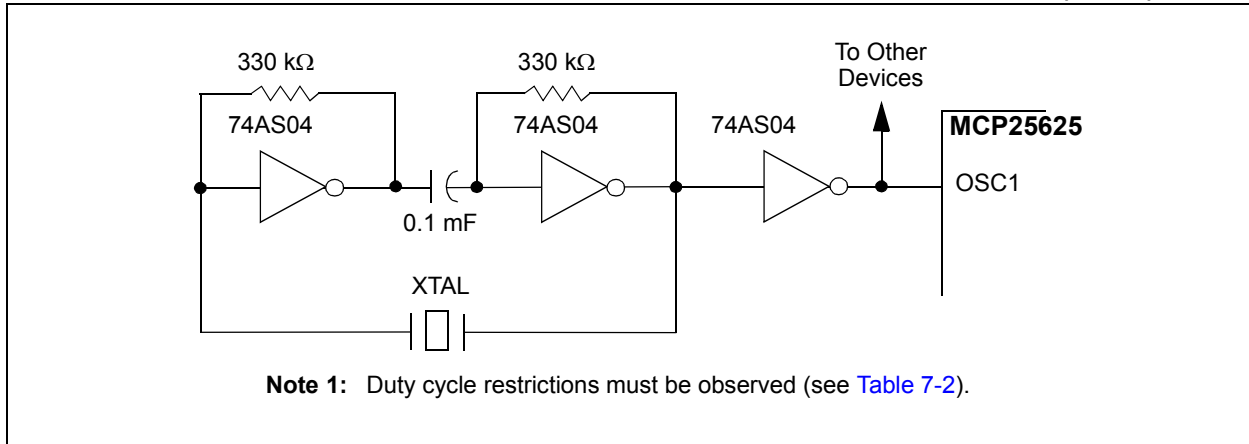 330 kΩ
330 kΩ
To Other
Devices
74AS04
74AS04
74AS04
MCP25625
OSC1
0.1 mF
XTAL
Note 1: Duty cycle restrictions must be observed (see Table 7-2).